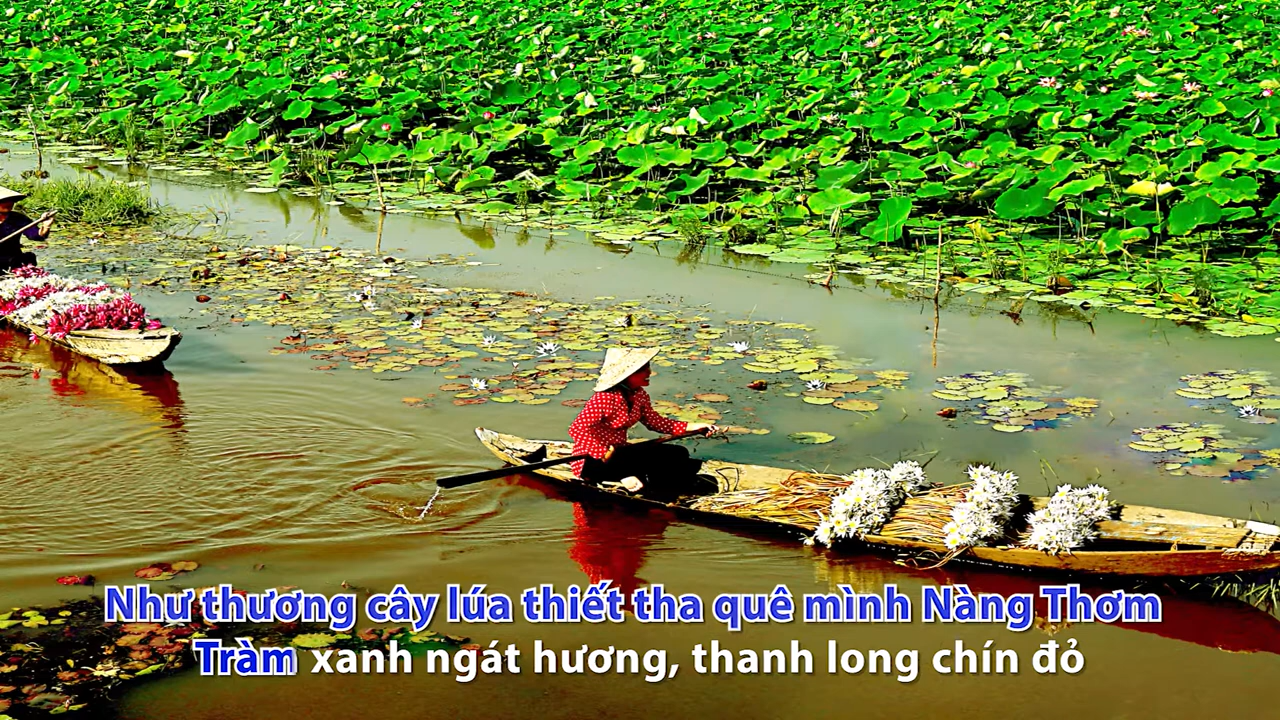 Như thương cây lúa thiết tha quê mình Nàng Thơm
Tràm xanh ngát hương, thanh long chín đỏ